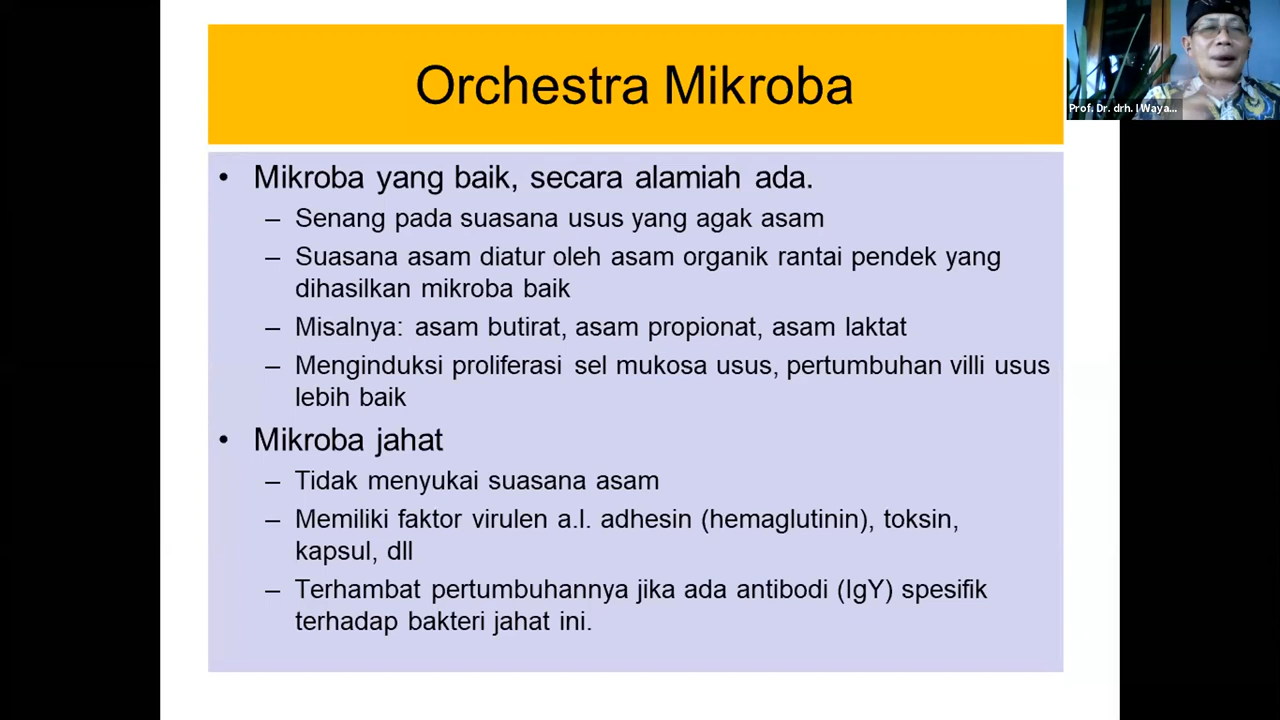 Orchestra Mikroba
Prof. Dr. drh. I Waya...
• Mikroba yang baik, secara alamiah ada.
– Senang pada suasana usus yang agak asam
– Suasana asam diatur oleh asam organik rantai pendek yang
dihasilkan mikroba baik
– Misalnya: asam butirat, asam propionat, asam laktat
– Menginduksi proliferasi sel mukosa usus, pertumbuhan villi usus
lebih baik
• Mikroba jahat
– Tidak menyukai suasana asam
– Memiliki faktor virulen a.l. adhesin (hemaglutinin), toksin,
kapsul, dll
– Terhambat pertumbuhannya jika ada antibodi (IgY) spesifik
terhadap bakteri jahat ini.